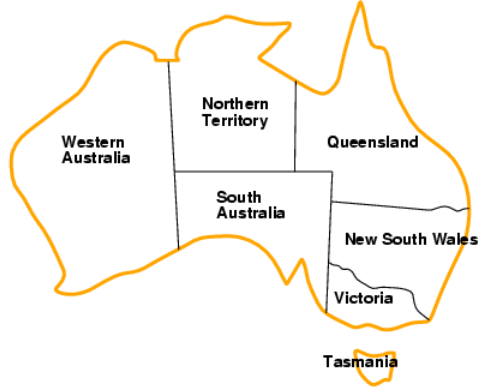 Northern
Territory
Western
Australia
Queensland
South
Australia
New South Wales
Victoria
Tasmania